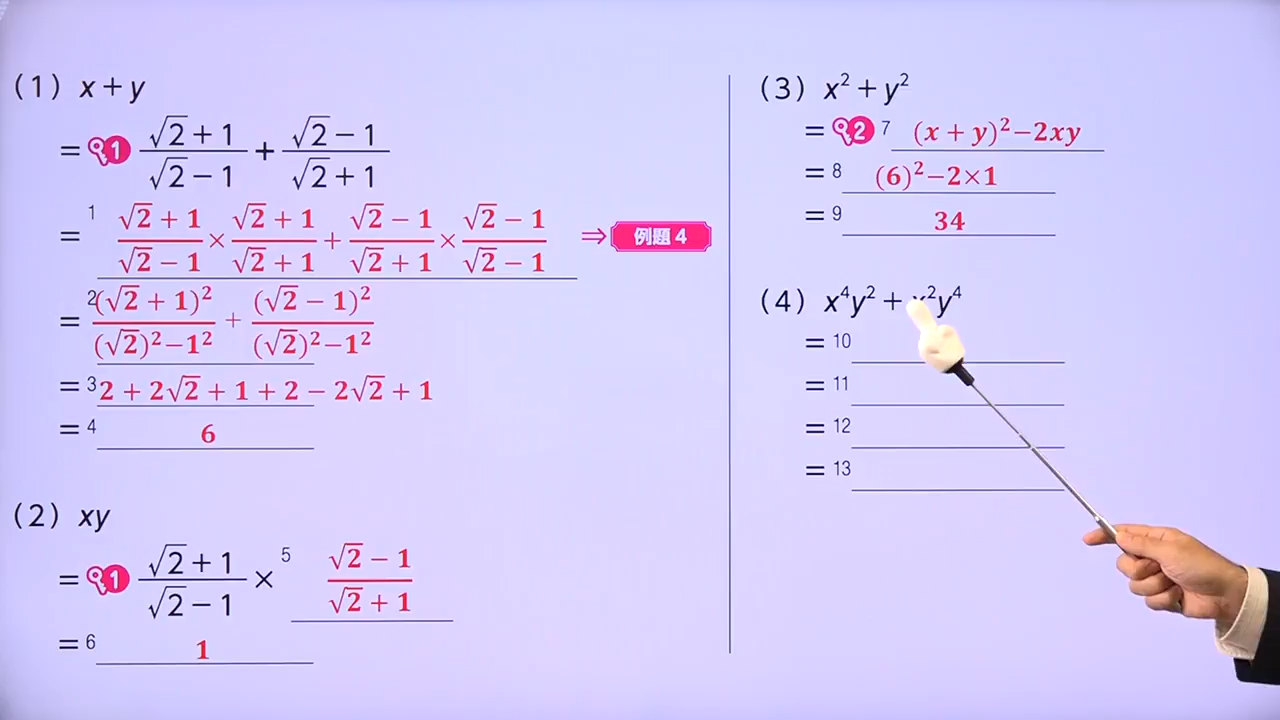 (1) x+y
= 1 (√2+1)/(√2−1) + (√2−1)/(√2+1)
= 1 (√2+1)/(√2−1) × (√2+1)/(√2+1) + (√2−1)/(√2+1) × (√2−1)/(√2−1) ⇒ 例題 4
= 2 (√2+1)²/((√2)²−1²) + (√2−1)²/((√2)²−1²)
= 3 2+2√2+1+2−2√2+1
= 4 6
(2) xy
= 1 (√2+1)/(√2−1) × 5 (√2−1)/(√2+1)
= 6 1
(3) x²+y²
= 2 7 (x+y)²−2xy
= 8 (6)²−2×1
= 9 34
(4) x⁴y²+x²y⁴
= 10
= 11
= 12
= 13